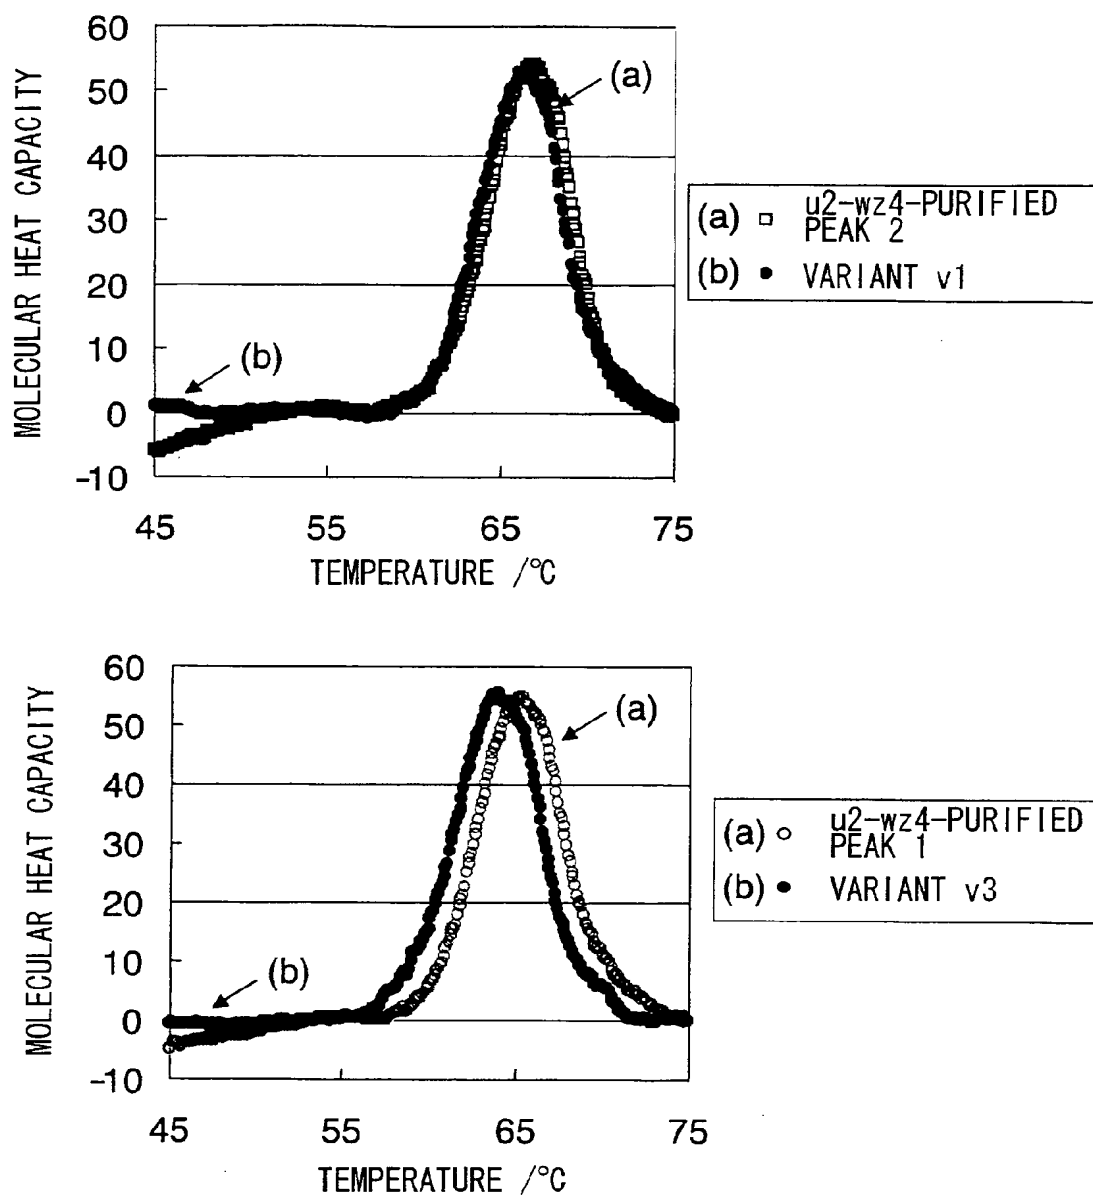 60
50
40
30
20
10
0
-10
MOLECULAR HEAT CAPACITY
(a)
(b)
45 55 65 75
TEMPERATURE /°C
(a) □ u2-wz4-PURIFIED
PEAK 2
(b) ● VARIANT v1
60
50
40
30
20
10
0
-10
MOLECULAR HEAT CAPACITY
(a)
(b)
45 55 65 75
TEMPERATURE /°C
(a) ○ u2-wz4-PURIFIED
PEAK 1
(b) ● VARIANT v3